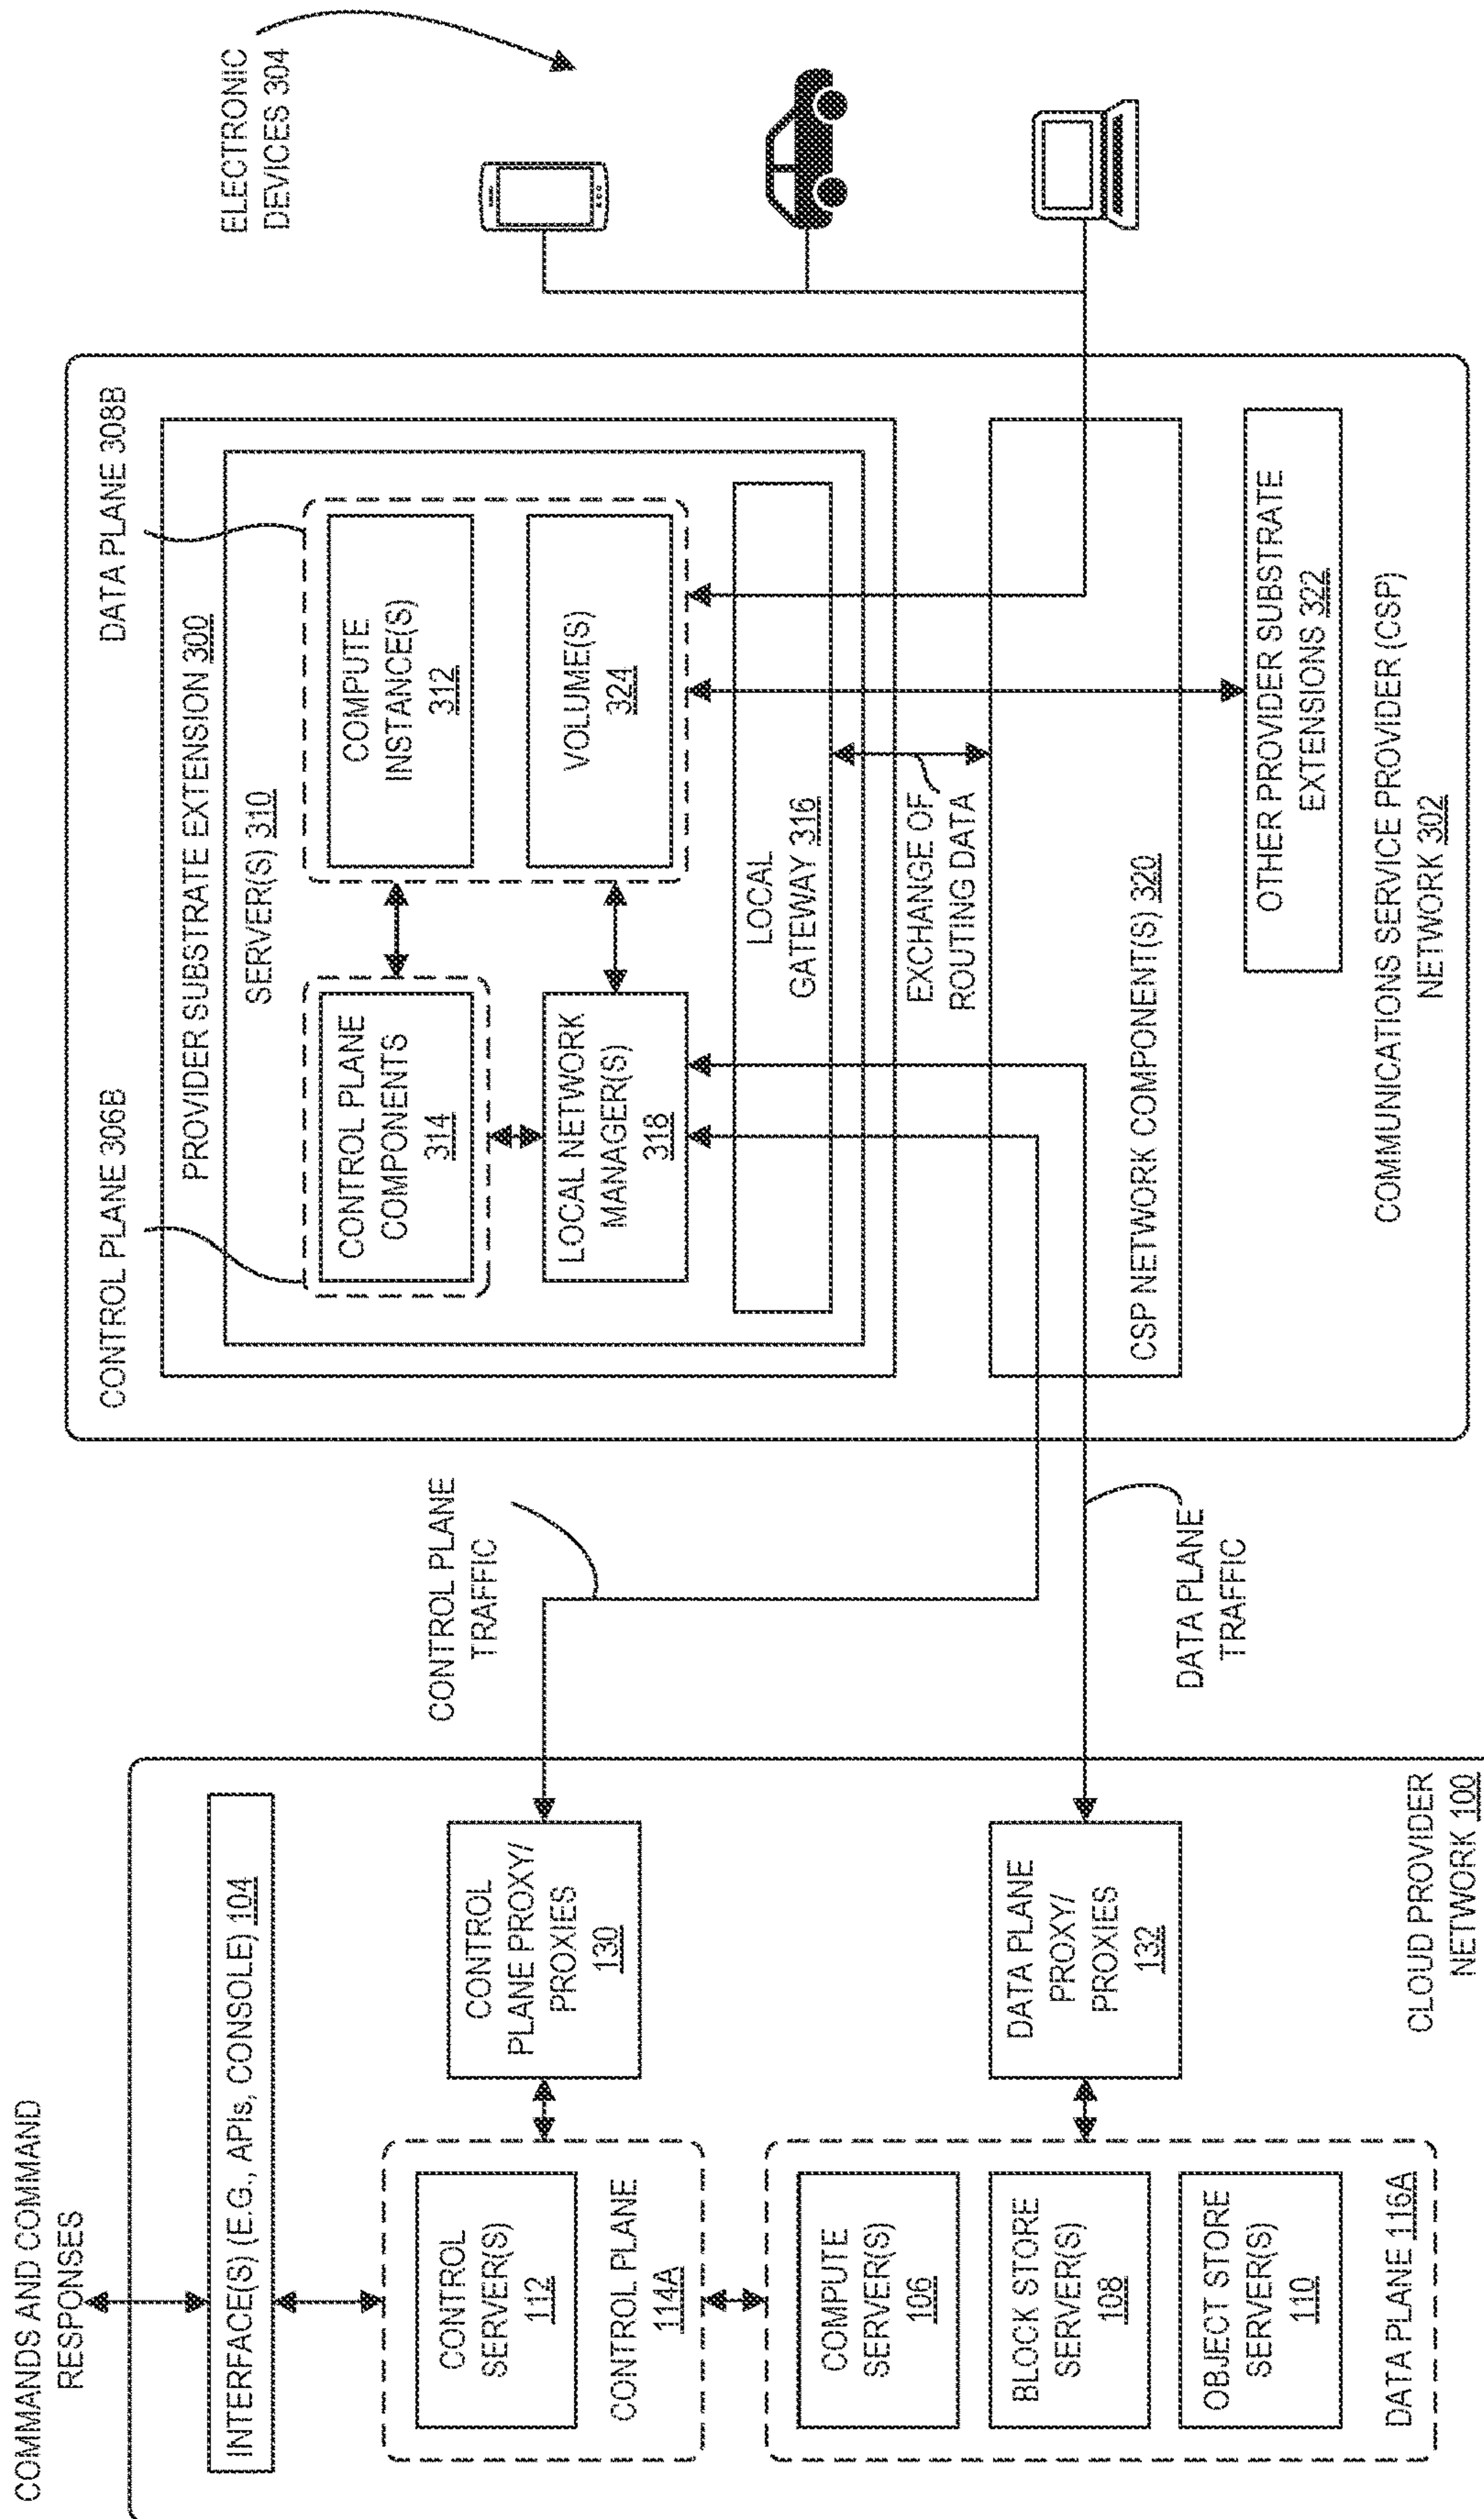 COMMANDS AND COMMAND
RESPONSES
INTERFACE(S) (E.G., APIs, CONSOLE) 104
CONTROL
SERVER(S)
112
CONTROL PLANE
114A
CONTROL
PLANE PROXY/
PROXIES
130
COMPUTE
SERVER(S)
106
BLOCK STORE
SERVER(S)
108
OBJECT STORE
SERVER(S)
110
DATA PLANE 116A
DATA PLANE
PROXY/
PROXIES
132
CLOUD PROVIDER
NETWORK 100
CONTROL PLANE
TRAFFIC
DATA PLANE
TRAFFIC
CONTROL PLANE 306B
DATA PLANE 308B
PROVIDER SUBSTRATE EXTENSION 300
SERVER(S) 310
CONTROL PLANE
COMPONENTS
314
COMPUTE
INSTANCE(S)
312
LOCAL NETWORK
MANAGER(S)
318
VOLUME(S)
324
LOCAL
GATEWAY 316
EXCHANGE OF
ROUTING DATA
CSP NETWORK COMPONENT(S) 320
OTHER PROVIDER SUBSTRATE
EXTENSIONS 322
COMMUNICATIONS SERVICE PROVIDER (CSP)
NETWORK 302
ELECTRONIC
DEVICES 304